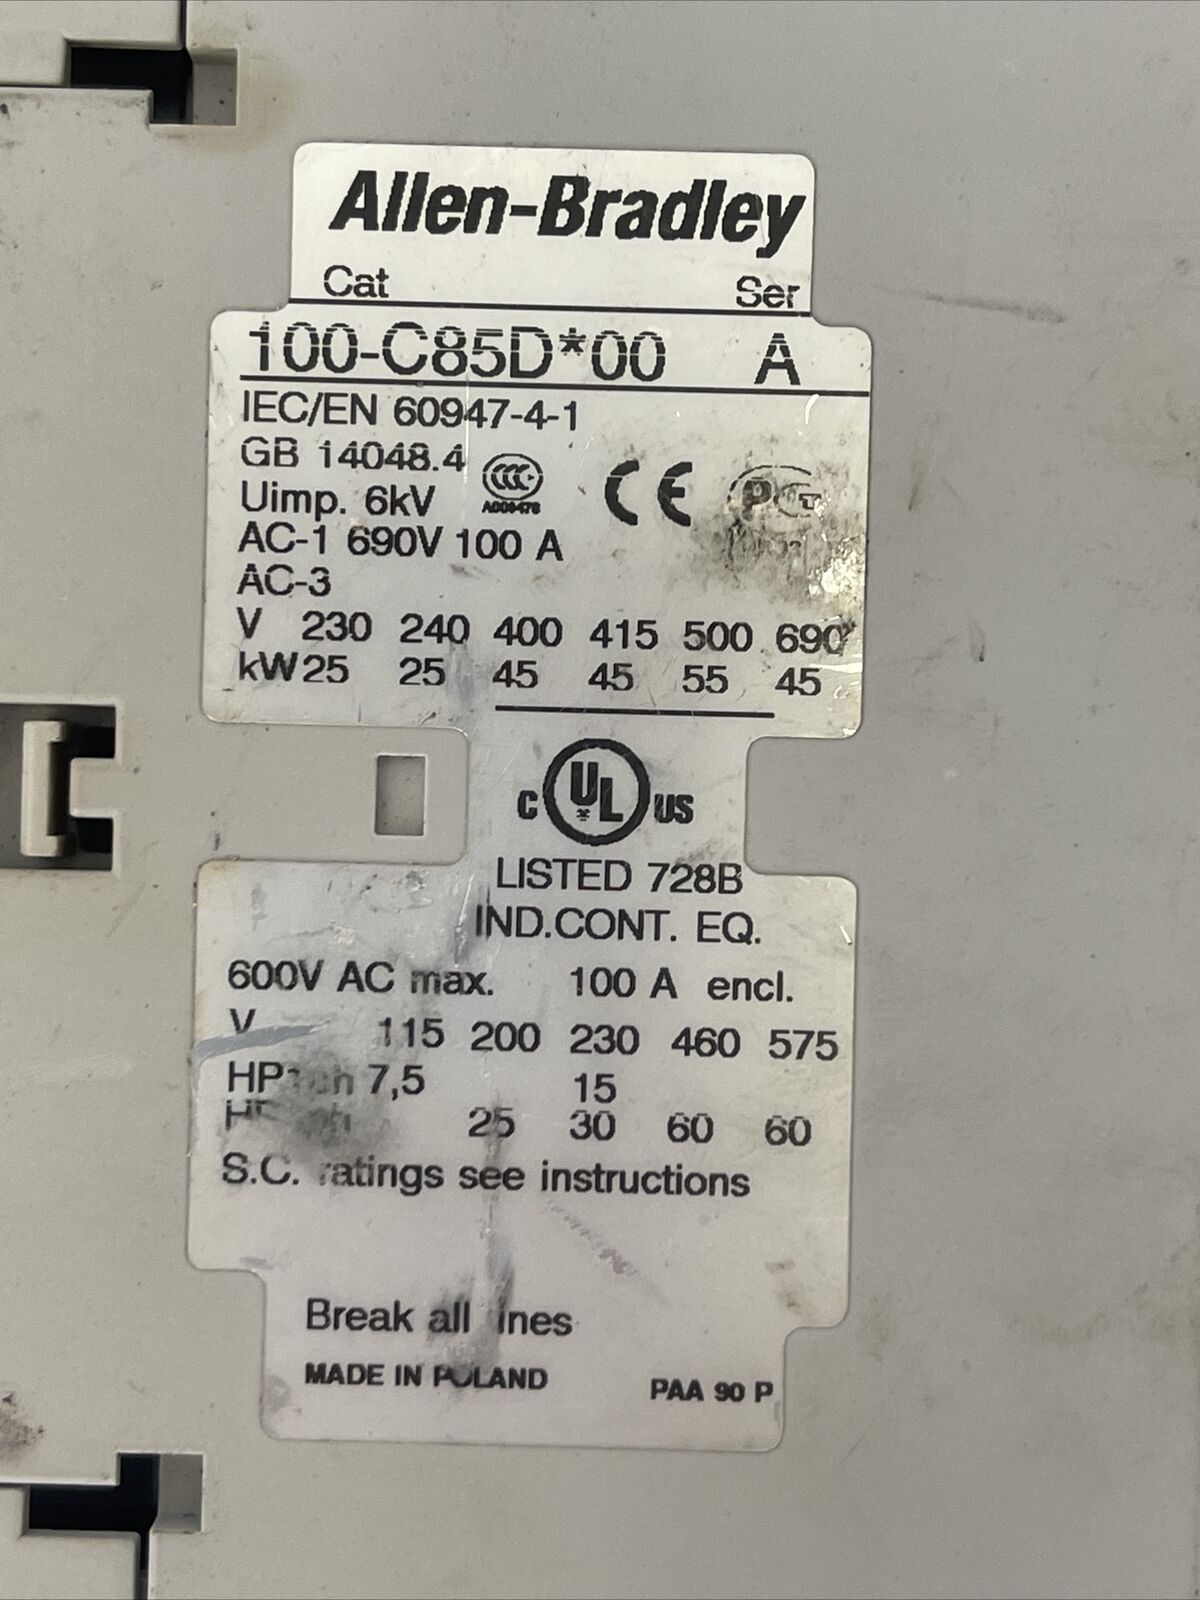 Allen-Bradley
Cat Ser
100-C85D*00 A
IEC/EN 60947-4-1
GB 14048.4
CCC
CE
Uimp. 6kV
AC-1 690V 100 A
AC-3
V 230 240 400 415 500 690
kW 25 25 45 45 55 45
C UL US
LISTED 728B
IND.CONT. EQ.
600V AC max. 100 A encl.
V 115 200 230 460 575
7,5 15
25 30 60 60
S.C. ratings see instructions
Break all lines
MADE IN POLAND PAA 90 P